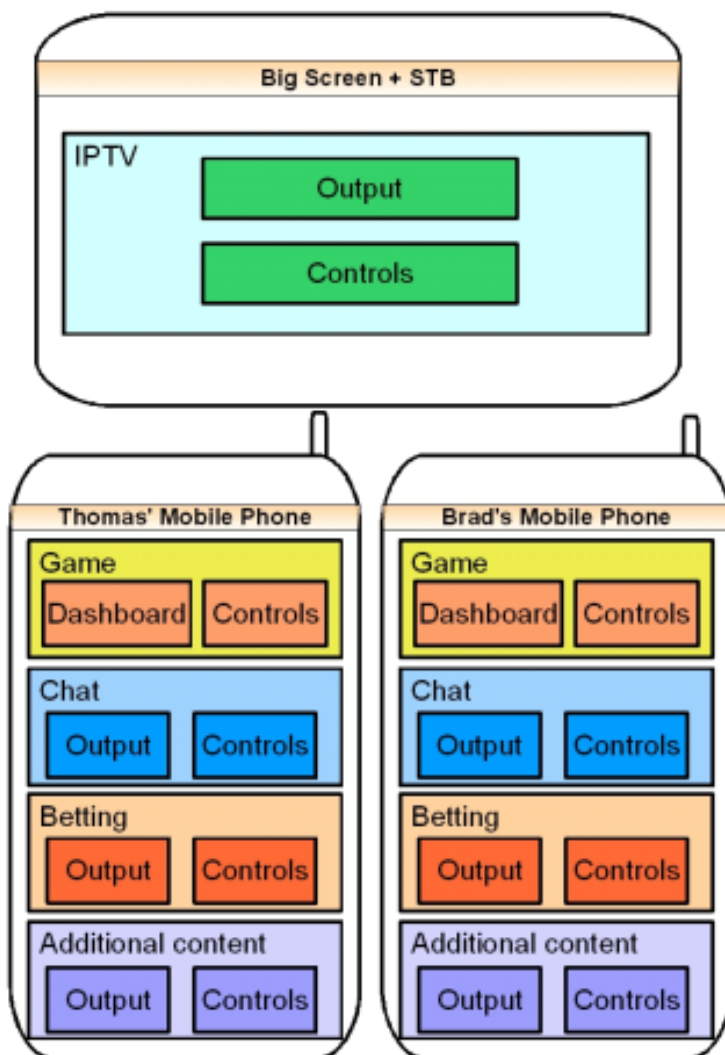 Big Screen + STB
IPTV
Output
Controls
Thomas' Mobile Phone
Game
Dashboard Controls
Chat
Output Controls
Betting
Output Controls
Additional content
Output Controls
Brad's Mobile Phone
Game
Dashboard Controls
Chat
Output Controls
Betting
Output Controls
Additional content
Output Controls